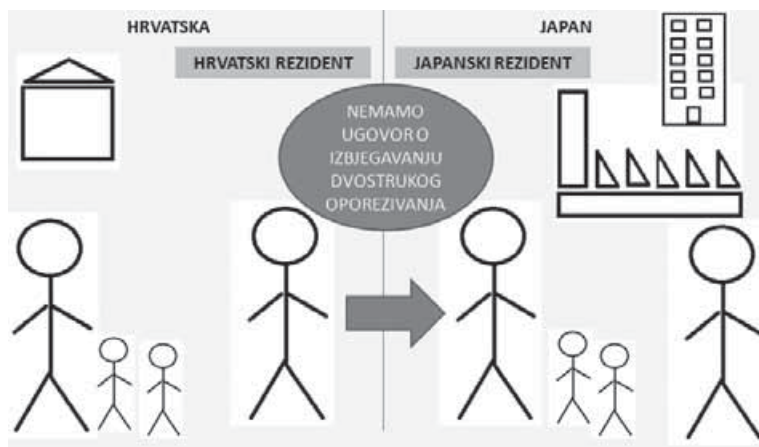 HRVATSKA
JAPAN
HRVATSKI REZIDENT
JAPANSKI REZIDENT
NEMAMO
UGOVOR O
IZBJEGAVANJU
DVOSTRUKOG
OPOREZIVANJA